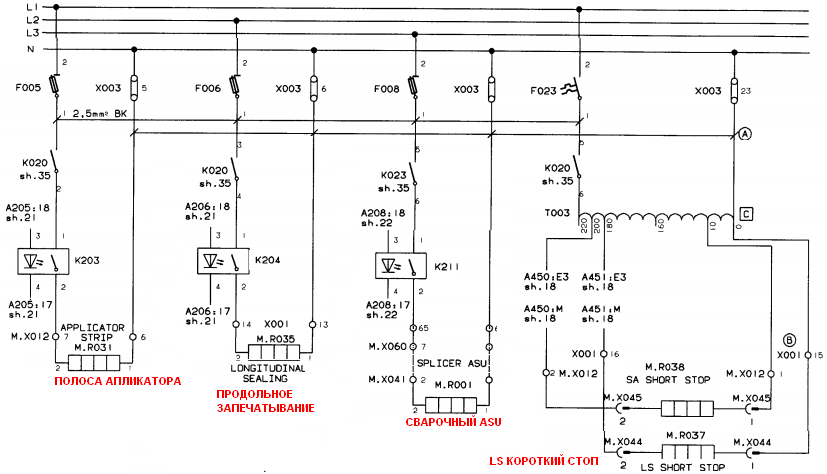 L1
L2
L3
N
2
2
2
2
F005
X003
5
F006
X003
6
F008
X003
F023
X003
23
1
2,5mm² BK
1
1
1
A
3
5
5
K020
sh.35
2
K020
sh.35
4
K023
sh.35
6
K020
sh.35
6
T003
C
220
200
180
160
10
0
A205:18
sh.21
A206:18
sh.21
A208:18
sh.22
3
1
3
1
3
1
K203
K204
K211
4
2
4
2
4
2
A450:E3
sh.18
A451:E3
sh.18
A205:17
sh.21
A206:17
sh.21
A208:17
sh.22
A450:M
sh.18
A451:M
sh.18
APPLICATOR
STRIP
M.X012
7
M.R031
6
2
1
14
X001
13
M.R035
2
1
LONGITUDINAL
SEALING
65
6
M.X060
7
SPLICER ASU
M.X041
2
M.R001
2
1
B
X001
16
X001
15
2
M.X012
M.R038
SA SHORT STOP
M.X012
1
M.X045
2
M.X045
1
M.X044
2
M.R037
LS SHORT STOP
M.X044
1
ПОЛОСА АПЛИКАТОРА
ПРОДОЛЬНОЕ
ЗАПЕЧАТЫВАНИЕ
СВАРОЧНЫЙ ASU
LS КОРОТКИЙ СТОП